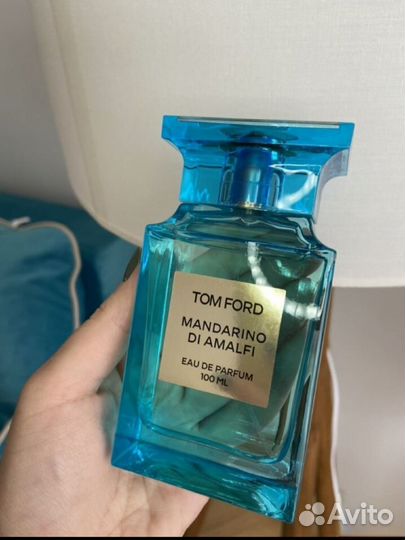 TOM FORD
MANDARINO
DI AMALFI
EAU DE PARFUM
100 ML
Avito